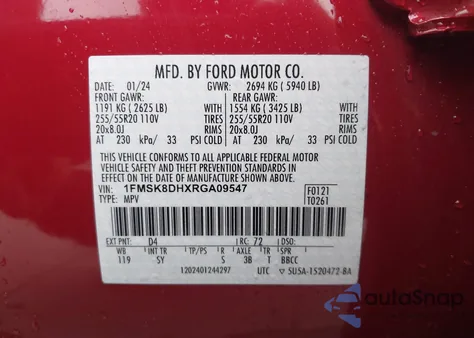 MFD. BY FORD MOTOR CO.
DATE: 01/24 GVWR: 2694 KG ( 5940 LB)
FRONT GAWR: REAR GAWR:
1191 KG ( 2625 LB) WITH 1554 KG ( 3425 LB) WITH
255/55R20 110V TIRES 255/55R20 110V TIRES
20x8.0J RIMS 20x8.0J RIMS
AT 230 kPa/ 33 PSI COLD AT 230 kPa/ 33 PSI COLD
THIS VEHICLE CONFORMS TO ALL APPLICABLE FEDERAL MOTOR
VEHICLE SAFETY AND THEFT PREVENTION STANDARDS IN EFFECT
ON THE DATE OF MANUFACTURE SHOWN ABOVE.
VIN: 1FMSK8DHXRGA09547 F0121
TYPE: MPV T0261
EXT PNT: D4 RC: 72 DSO:
WB INT TR TP/PS R AXLE TR SPR
119 SY S 3B T BBCC
1202401244297 UTC 5U5A-1520472-BA
autoSnap